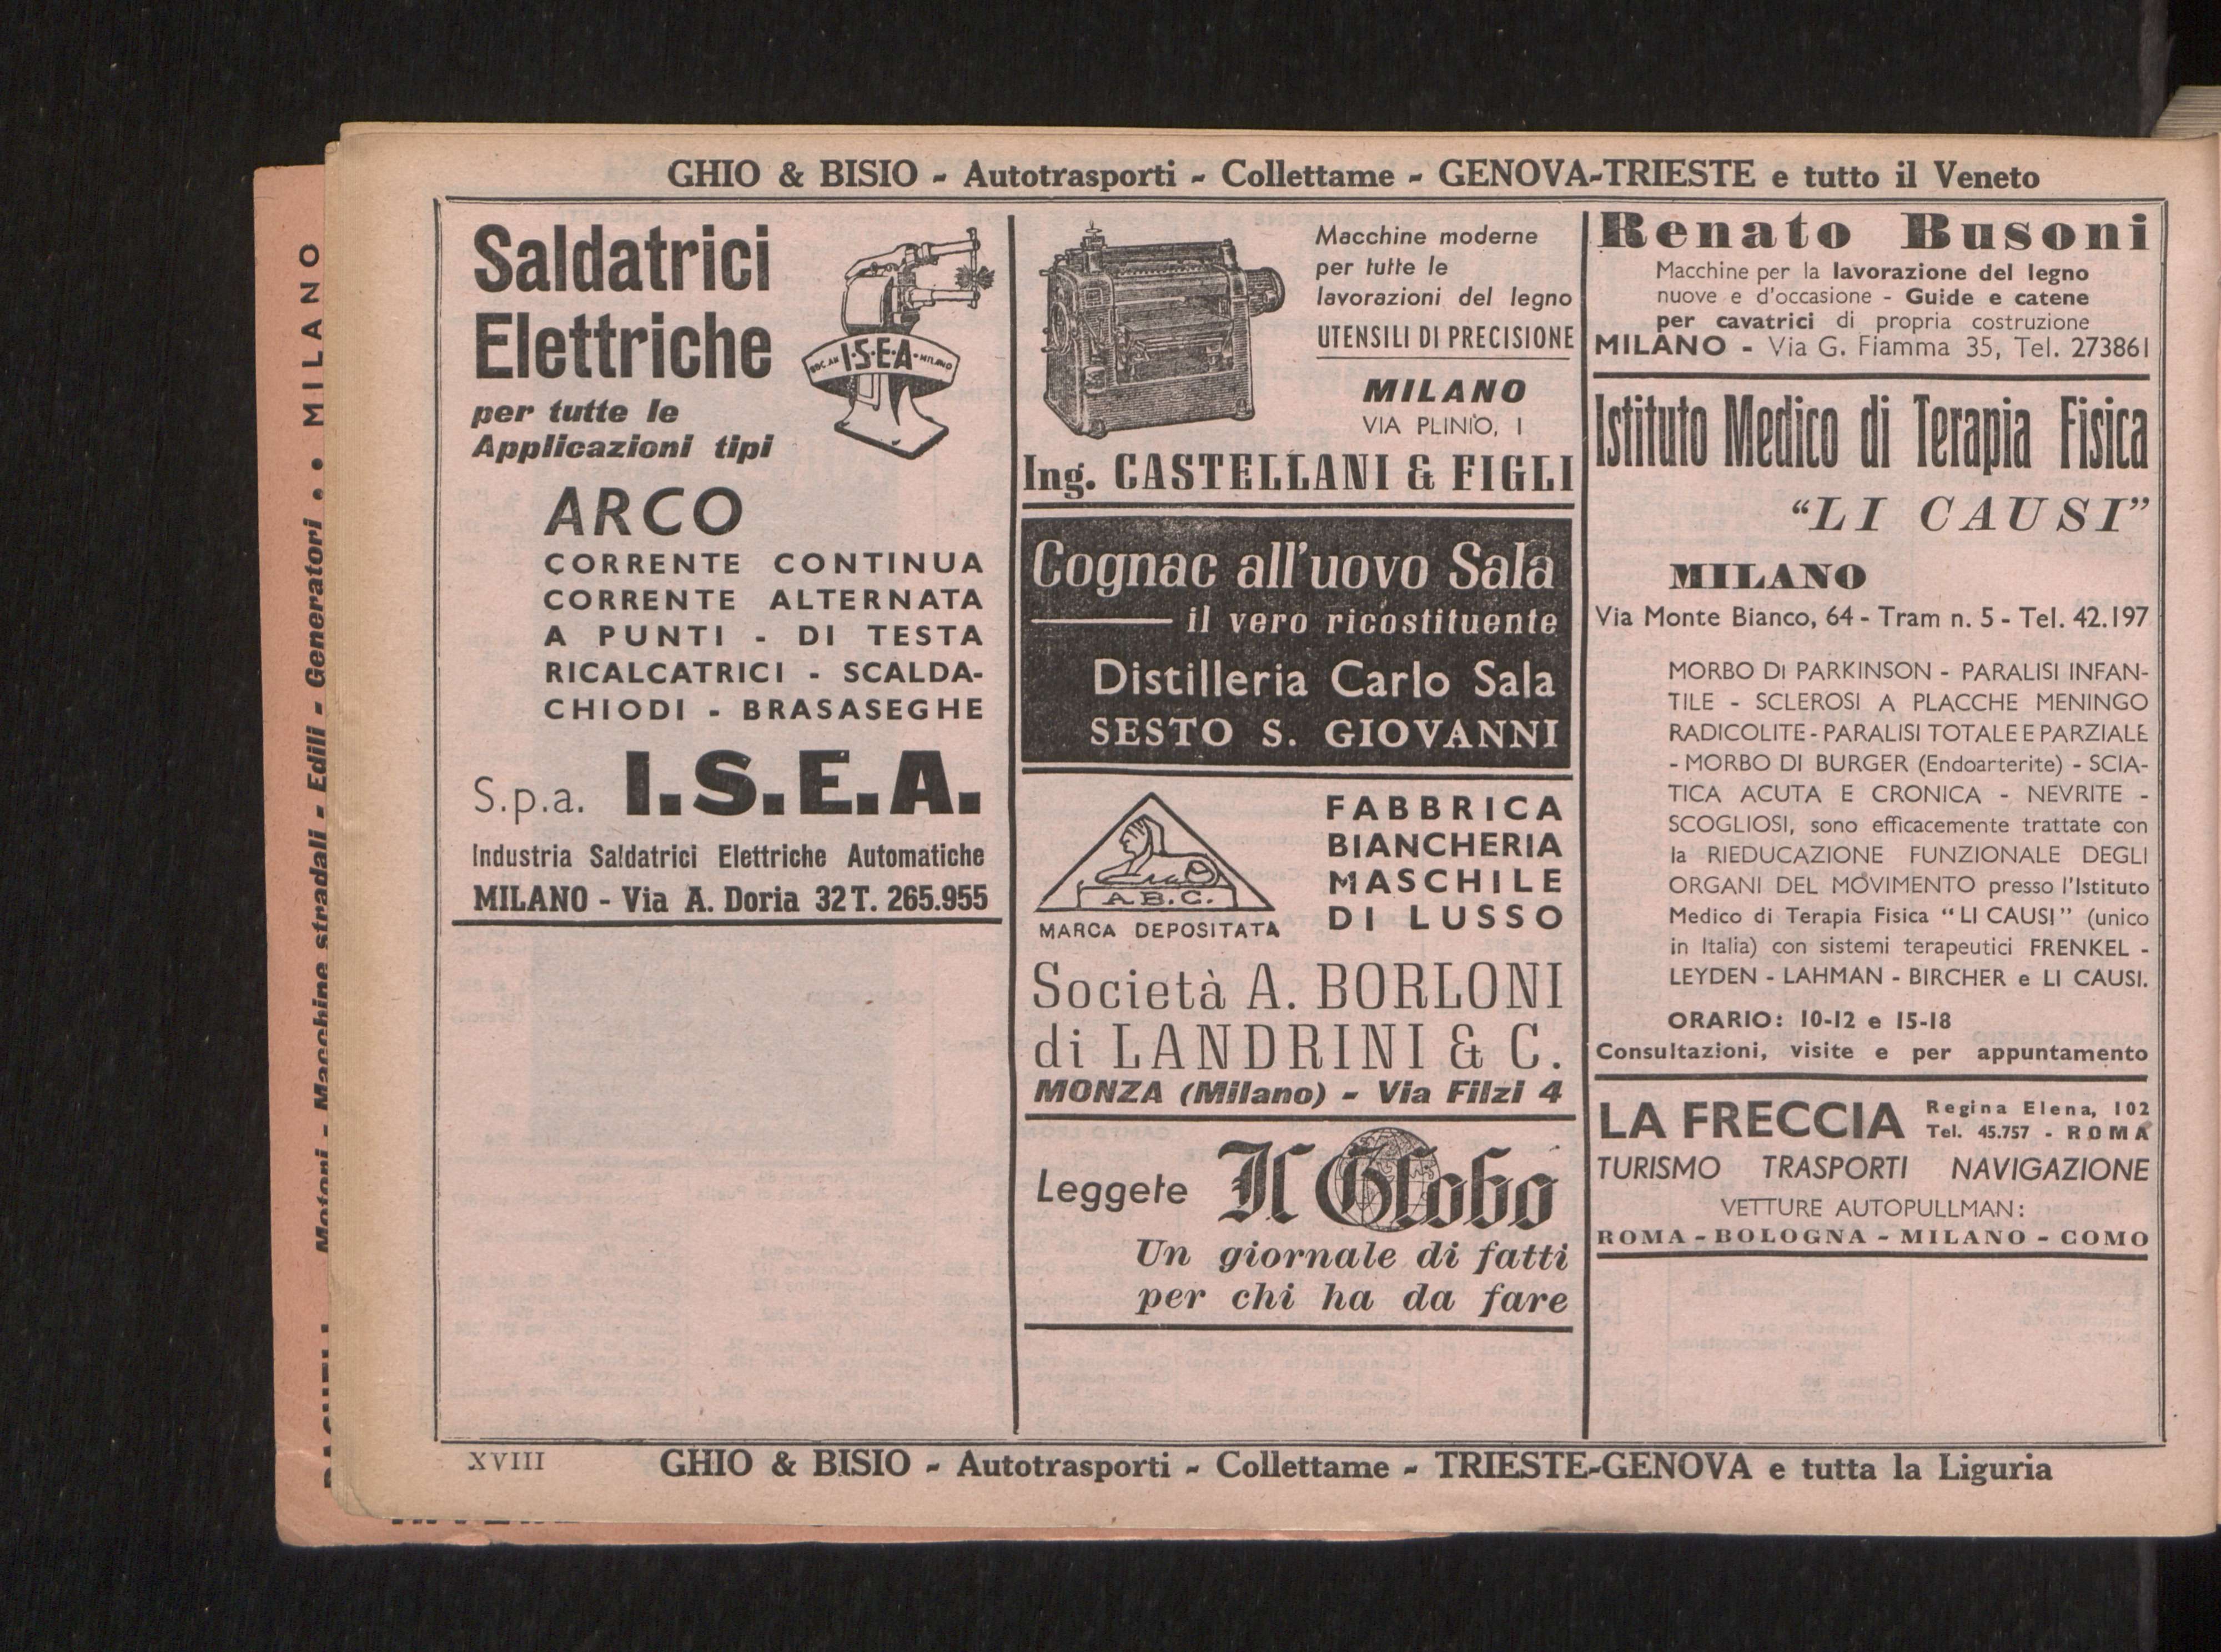 GHIO & BISIO - Autotrasporti - Collettame - GENOVA-TRIESTE e tutto il Veneto
Saldatrici
Elettriche
per tutte le
Applicazioni tipi
I·S·E·A·MILANO
ARCO
CORRENTE CONTINUA
CORRENTE ALTERNATA
A PUNTI - DI TESTA
RICALCATRICI - SCALDA-
CHIODI - BRASASEGHE
S.p.a. I.S.E.A.
Industria Saldatrici Elettriche Automatiche
MILANO - Via A. Doria 32 T. 265.955
Macchine moderne
per tutte le
lavorazioni del legno
UTENSILI DI PRECISIONE
MILANO
VIA PLINIO, 1
Ing. CASTELLANI & FIGLI
Cognac all'uovo Sala
il vero ricostituente
Distilleria Carlo Sala
SESTO S. GIOVANNI
A.B.C.
MARCA DEPOSITATA
FABBRICA
BIANCHERIA
MASCHILE
DI LUSSO
Società A. BORLONI
di LANDRINI & C.
MONZA (Milano) - Via Filzi 4
Leggete Il Globo
Un giornale di fatti
per chi ha da fare
Renato Busoni
Macchine per la lavorazione del legno
nuove e d'occasione - Guide e catene
per cavatrici di propria costruzione
MILANO - Via G. Fiamma 35, Tel. 273861
Istituto Medico di Terapia Fisica
“LI CAUSI”
MILANO
Via Monte Bianco, 64 - Tram n. 5 - Tel. 42.197
MORBO DI PARKINSON - PARALISI INFAN-
TILE - SCLEROSI A PLACCHE MENINGO
RADICOLITE - PARALISI TOTALE E PARZIALE
- MORBO DI BURGER (Endoarterite) - SCIA-
TICA ACUTA E CRONICA - NEVRITE -
SCOGLIOSI, sono efficacemente trattate con
la RIEDUCAZIONE FUNZIONALE DEGLI
ORGANI DEL MOVIMENTO presso l'Istituto
Medico di Terapia Fisica “LI CAUSI” (unico
in Italia) con sistemi terapeutici FRENKEL -
LEYDEN - LAHMAN - BIRCHER e LI CAUSI.
ORARIO: 10-12 e 15-18
Consultazioni, visite e per appuntamento
LA FRECCIA
Regina Elena, 102
Tel. 45.757 - ROMA
TURISMO TRASPORTI NAVIGAZIONE
VETTURE AUTOPULLMAN:
ROMA - BOLOGNA - MILANO - COMO
XVIII
GHIO & BISIO - Autotrasporti - Collettame - TRIESTE-GENOVA e tutta la Liguria
Motori - Macchine stradali - Edili - Generatori • • MILANO